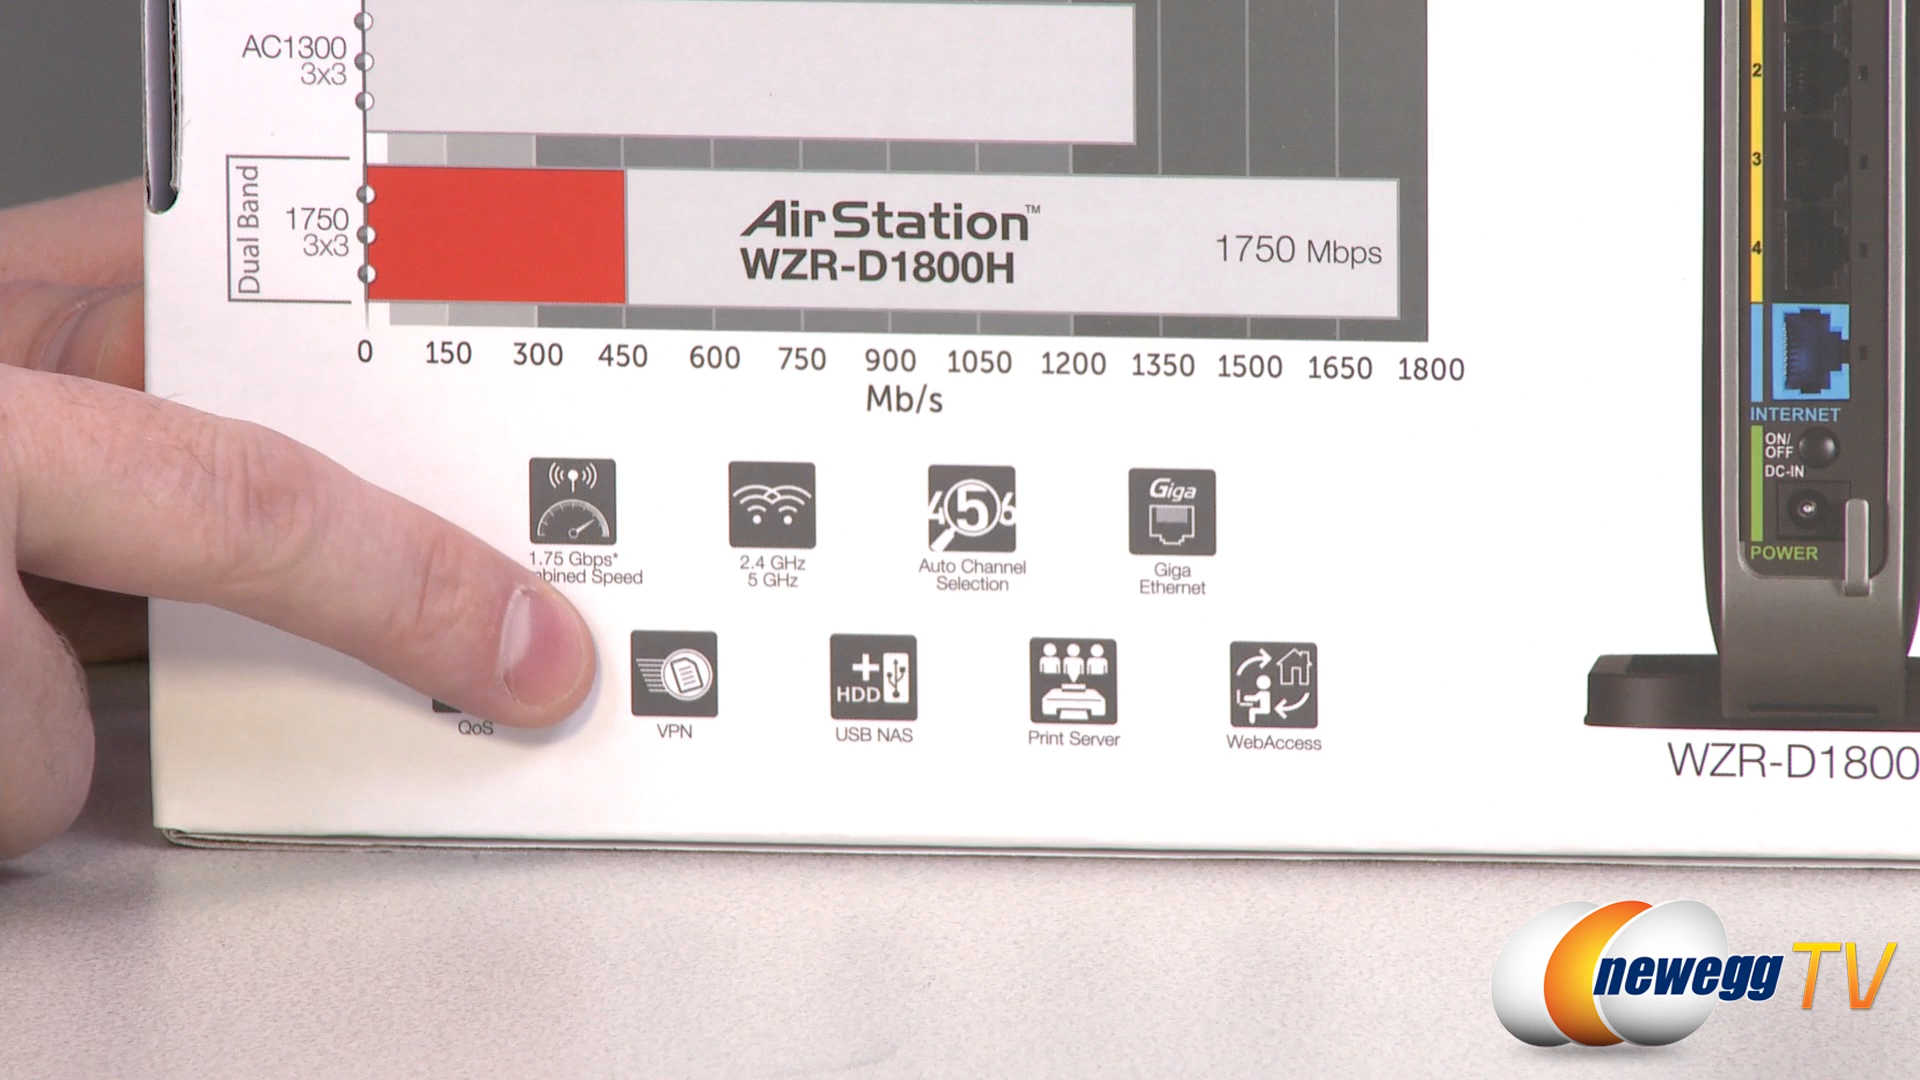 AC1300
3x3
Dual Band
1750
3x3
AirStation™
WZR-D1800H
1750 Mbps
0 150 300 450 600 750 900 1050 1200 1350 1500 1650 1800
Mb/s
2
3
4
INTERNET
ON/
OFF
DC-IN
POWER
1.75 Gbps*
Speed
2.4 GHz
5 GHz
4 5 6
Auto Channel
Selection
Giga
Giga
Ethernet
QoS
VPN
+
HDD
USB NAS
Print Server
WebAccess
WZR-D1800
newegg TV